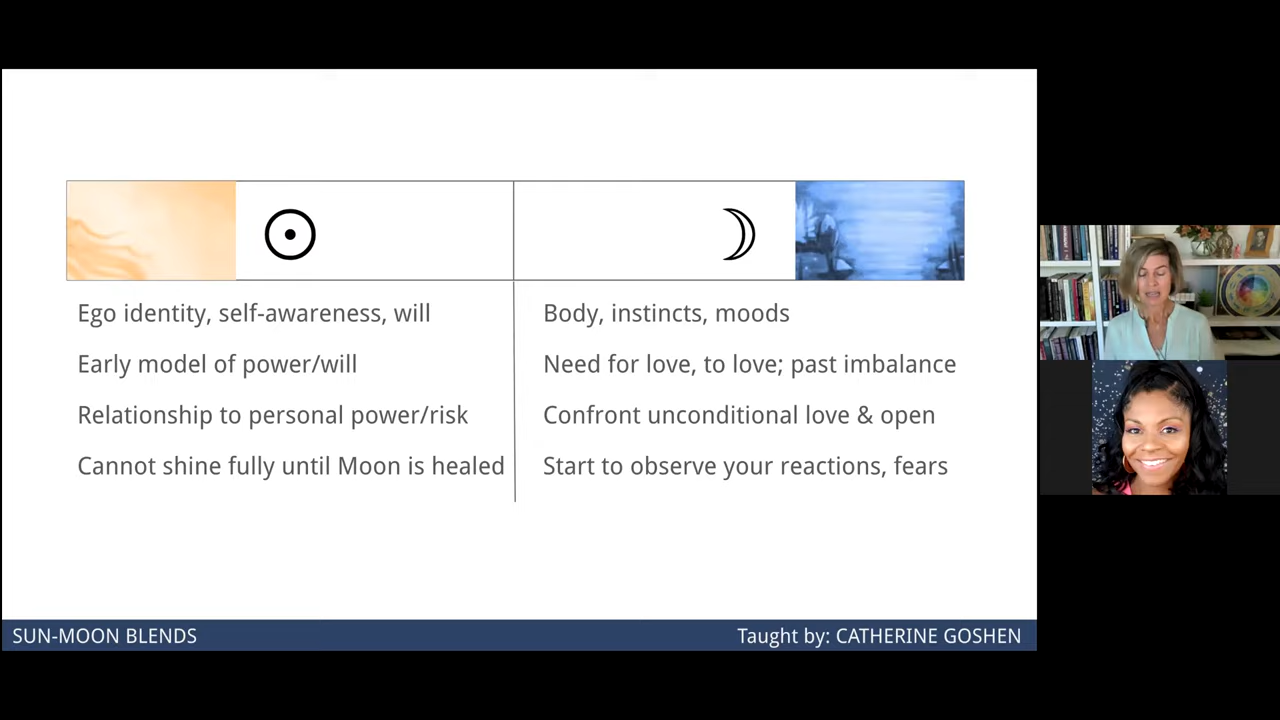 Ego identity, self-awareness, will
Body, instincts, moods
Early model of power/will
Need for love, to love; past imbalance
Relationship to personal power/risk
Confront unconditional love & open
Cannot shine fully until Moon is healed
Start to observe your reactions, fears
SUN-MOON BLENDS
Taught by: CATHERINE GOSHEN